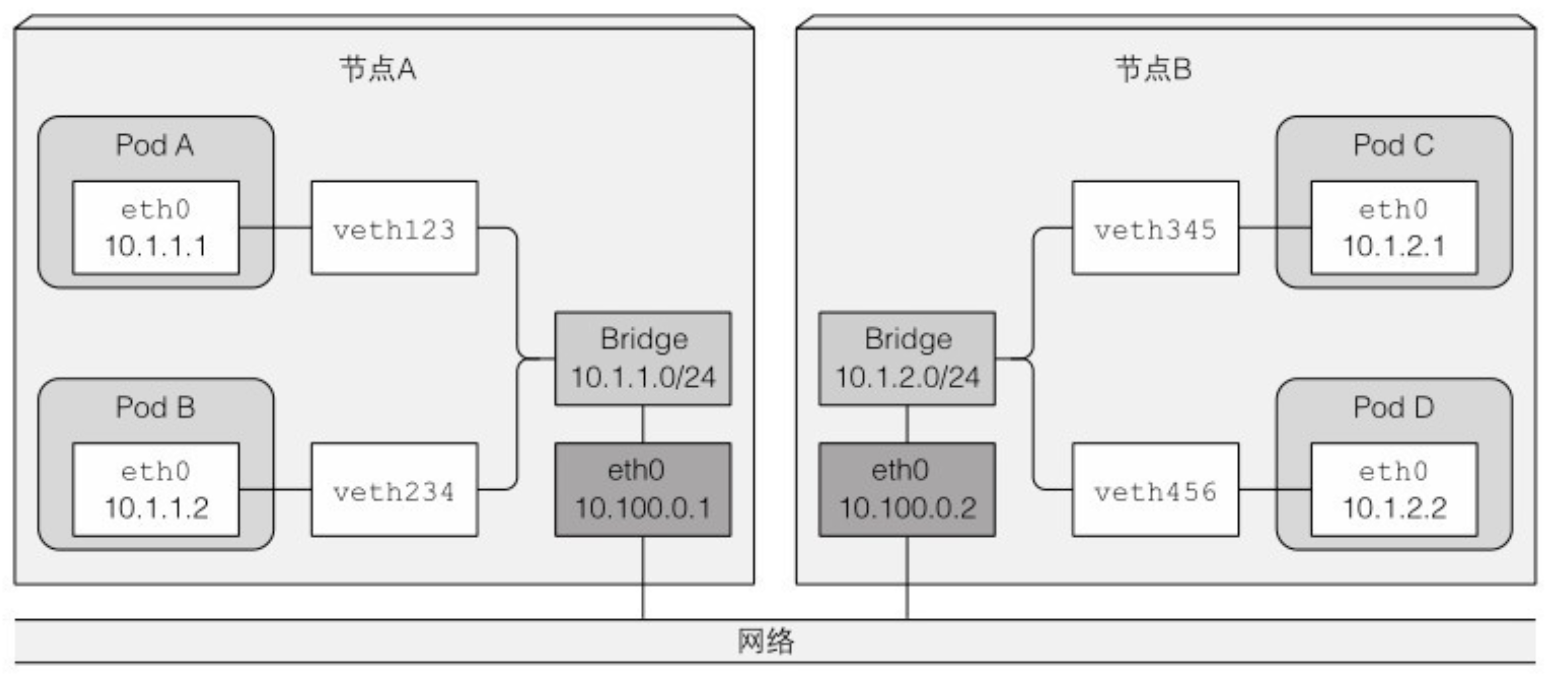 节点A
Pod A
eth0
10.1.1.1
veth123
Bridge
10.1.1.0/24
Pod B
eth0
10.1.1.2
veth234
eth0
10.100.0.1
节点B
Pod C
veth345
eth0
10.1.2.1
Bridge
10.1.2.0/24
Pod D
eth0
10.100.0.2
veth456
eth0
10.1.2.2
网络